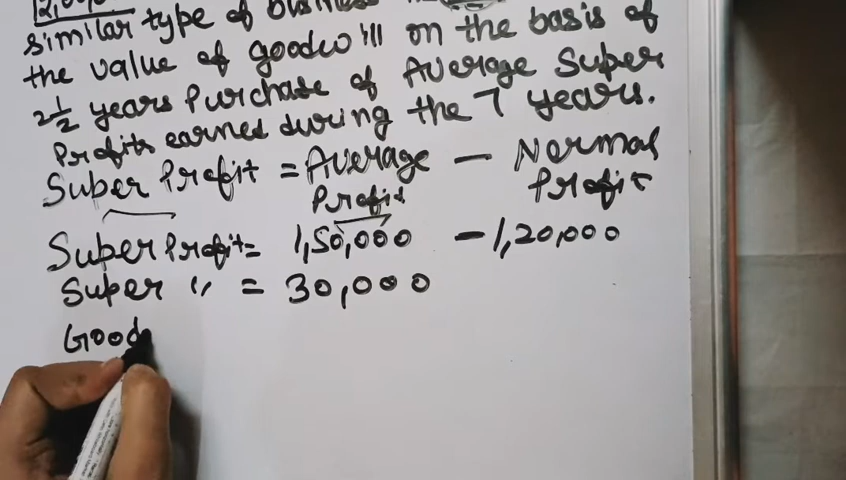 similar type of
the value of goodwill on the basis of
2 1/2 years Purchase of Average Super
Profits earned during the 7 years.
Super Profit = Average Profit - Normal Profit
Super Profit = 1,50,000 - 1,20,000
Super 〃 = 30,000
Good